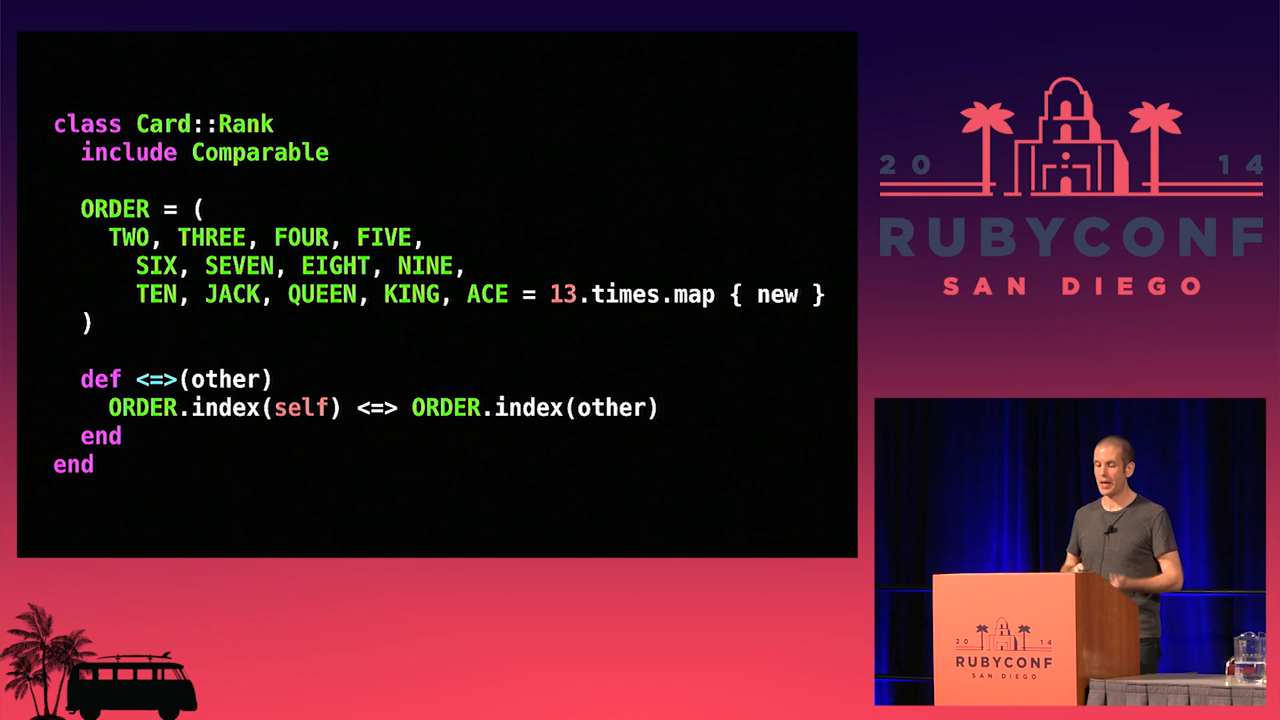 class Card::Rank
  include Comparable

  ORDER = (
    TWO, THREE, FOUR, FIVE,
      SIX, SEVEN, EIGHT, NINE,
      TEN, JACK, QUEEN, KING, ACE = 13.times.map { new }
  )

  def <=>(other)
    ORDER.index(self) <=> ORDER.index(other)
  end
end
20 14
RUBYCONF
SAN DIEGO
20 14
RUBYCONF
SAN DIEGO